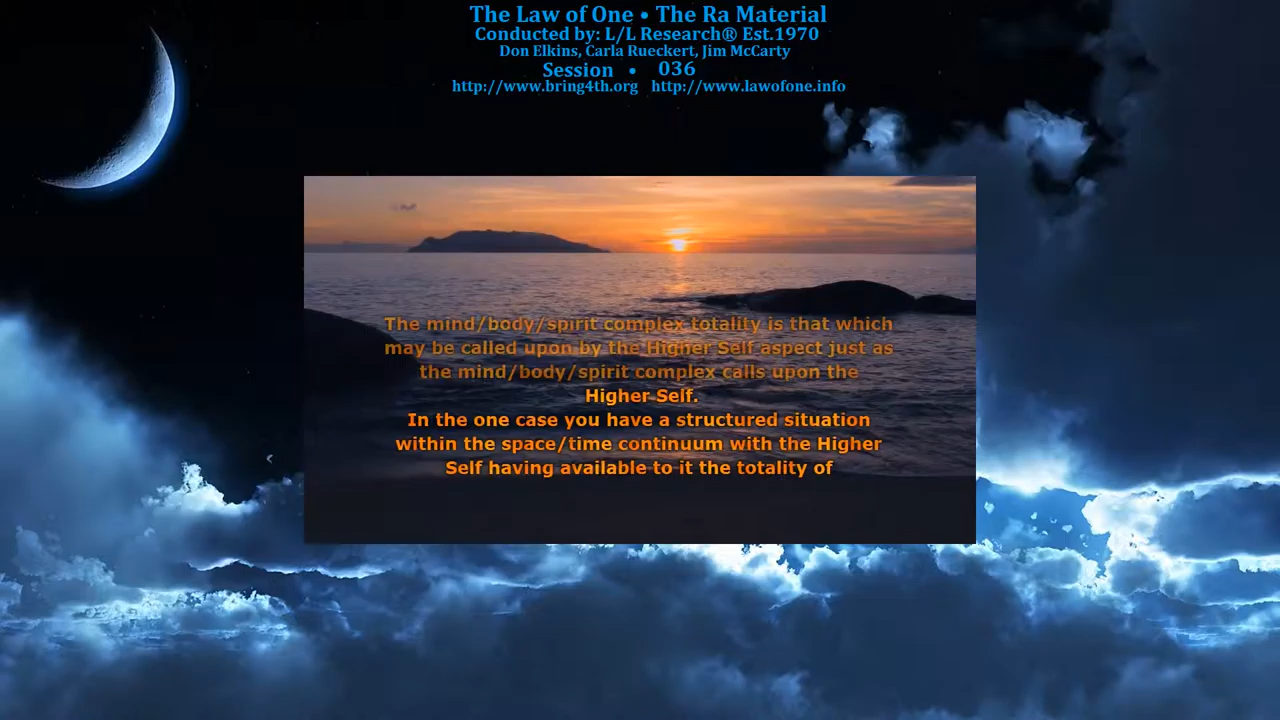 The Law of One • The Ra Material
Conducted by: L/L Research® Est.1970
Don Elkins, Carla Rueckert, Jim McCarty
Session • 036
http://www.bring4th.org http://www.lawofone.info
The mind/body/spirit complex totality is that which
may be called upon by the Higher Self aspect just as
the mind/body/spirit complex calls upon the
Higher Self.
In the one case you have a structured situation
within the space/time continuum with the Higher
Self having available to it the totality of